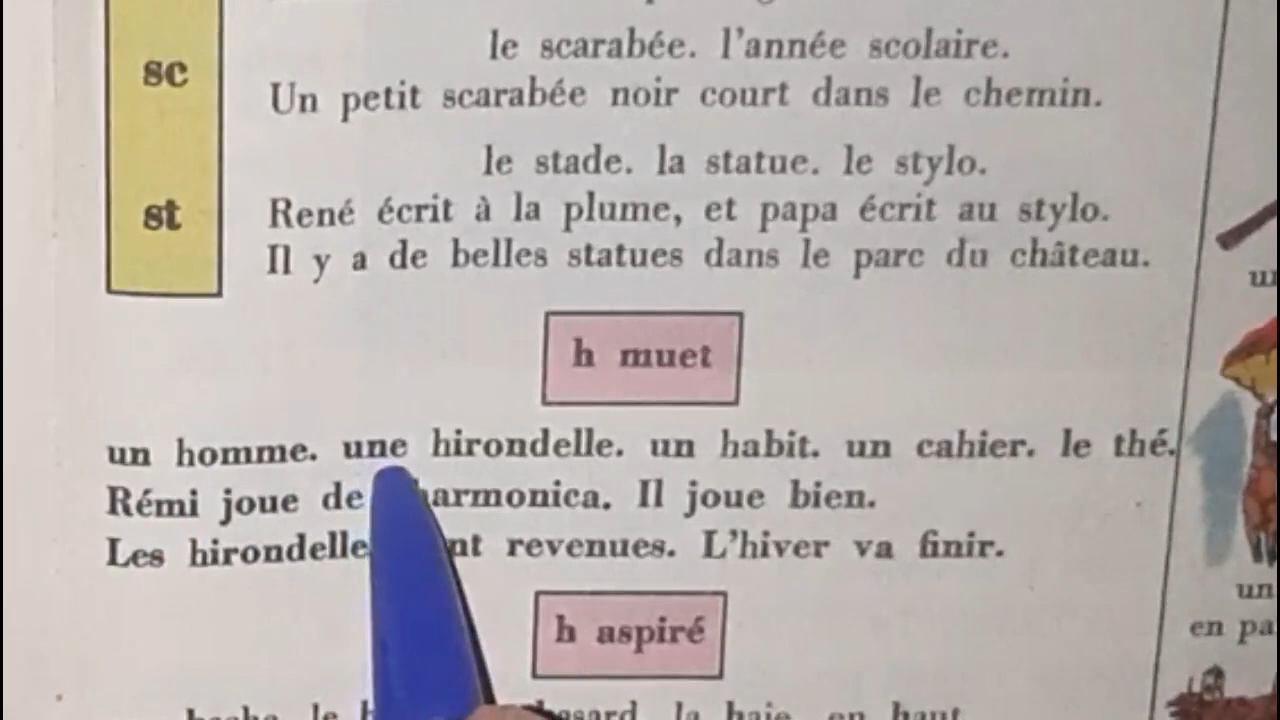 sc
le scarabée. l'année scolaire.
Un petit scarabée noir court dans le chemin.
st
le stade. la statue. le stylo.
René écrit à la plume, et papa écrit au stylo.
Il y a de belles statues dans le parc du château.
h muet
un homme. une hirondelle. un habit. un cahier. le thé.
Rémi joue de harmonica. Il joue bien.
Les hirondelle nt revenues. L'hiver va finir.
h aspiré
le la haie en haut
un
en pa